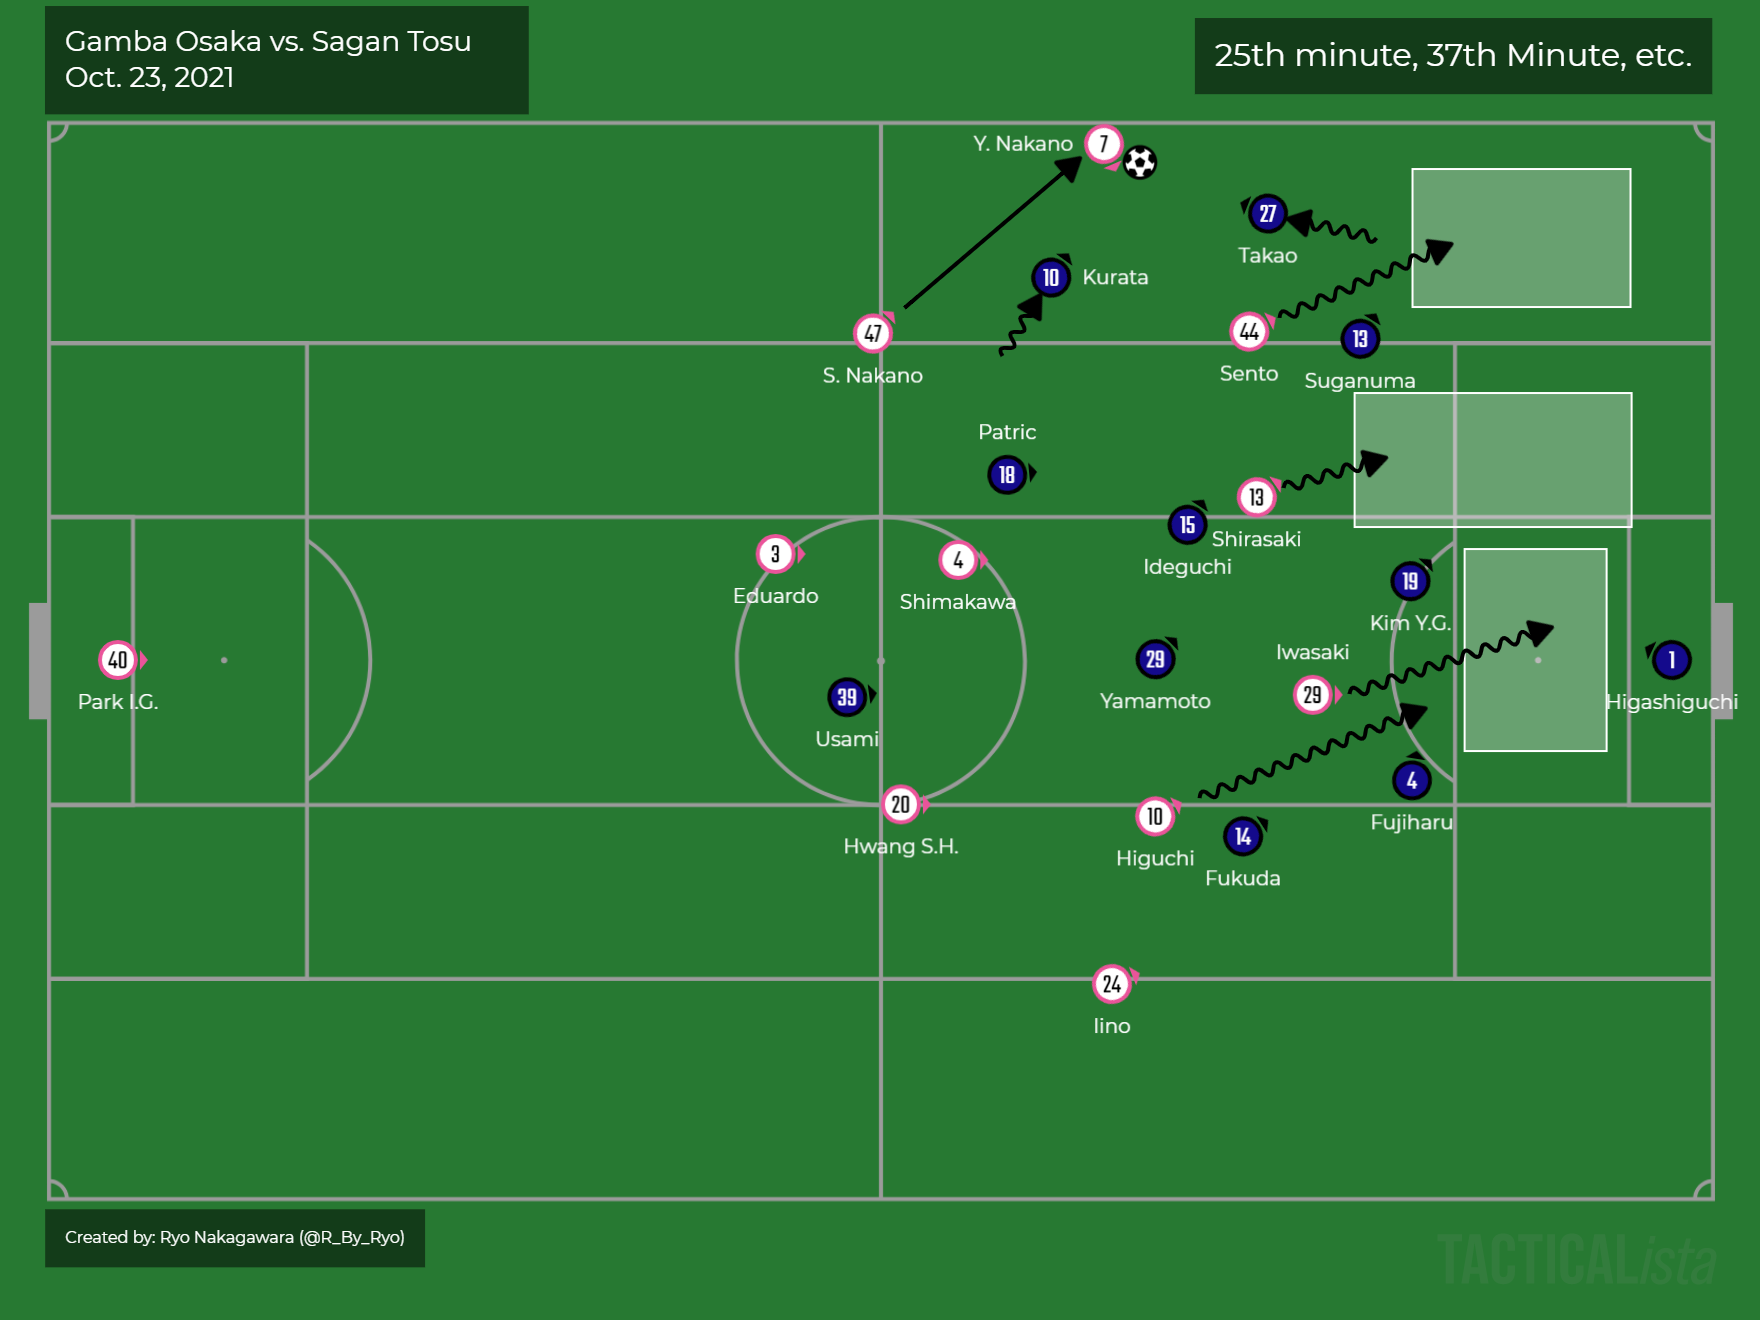 Gamba Osaka vs. Sagan Tosu
Oct. 23, 2021
25th minute, 37th Minute, etc.
Y. Nakano
7
27
Takao
10
Kurata
47
S. Nakano
44
Sento
13
Suganuma
Patric
18
13
Shirasaki
15
Ideguchi
3
Eduardo
4
Shimakawa
19
Kim Y.G.
40
Park I.G.
29
Yamamoto
Iwasaki
29
1
Higashiguchi
39
Usami
4
Fujiharu
20
Hwang S.H.
10
Higuchi
14
Fukuda
24
Iino
Created by: Ryo Nakagawara (@R_By_Ryo)
TACTICALista